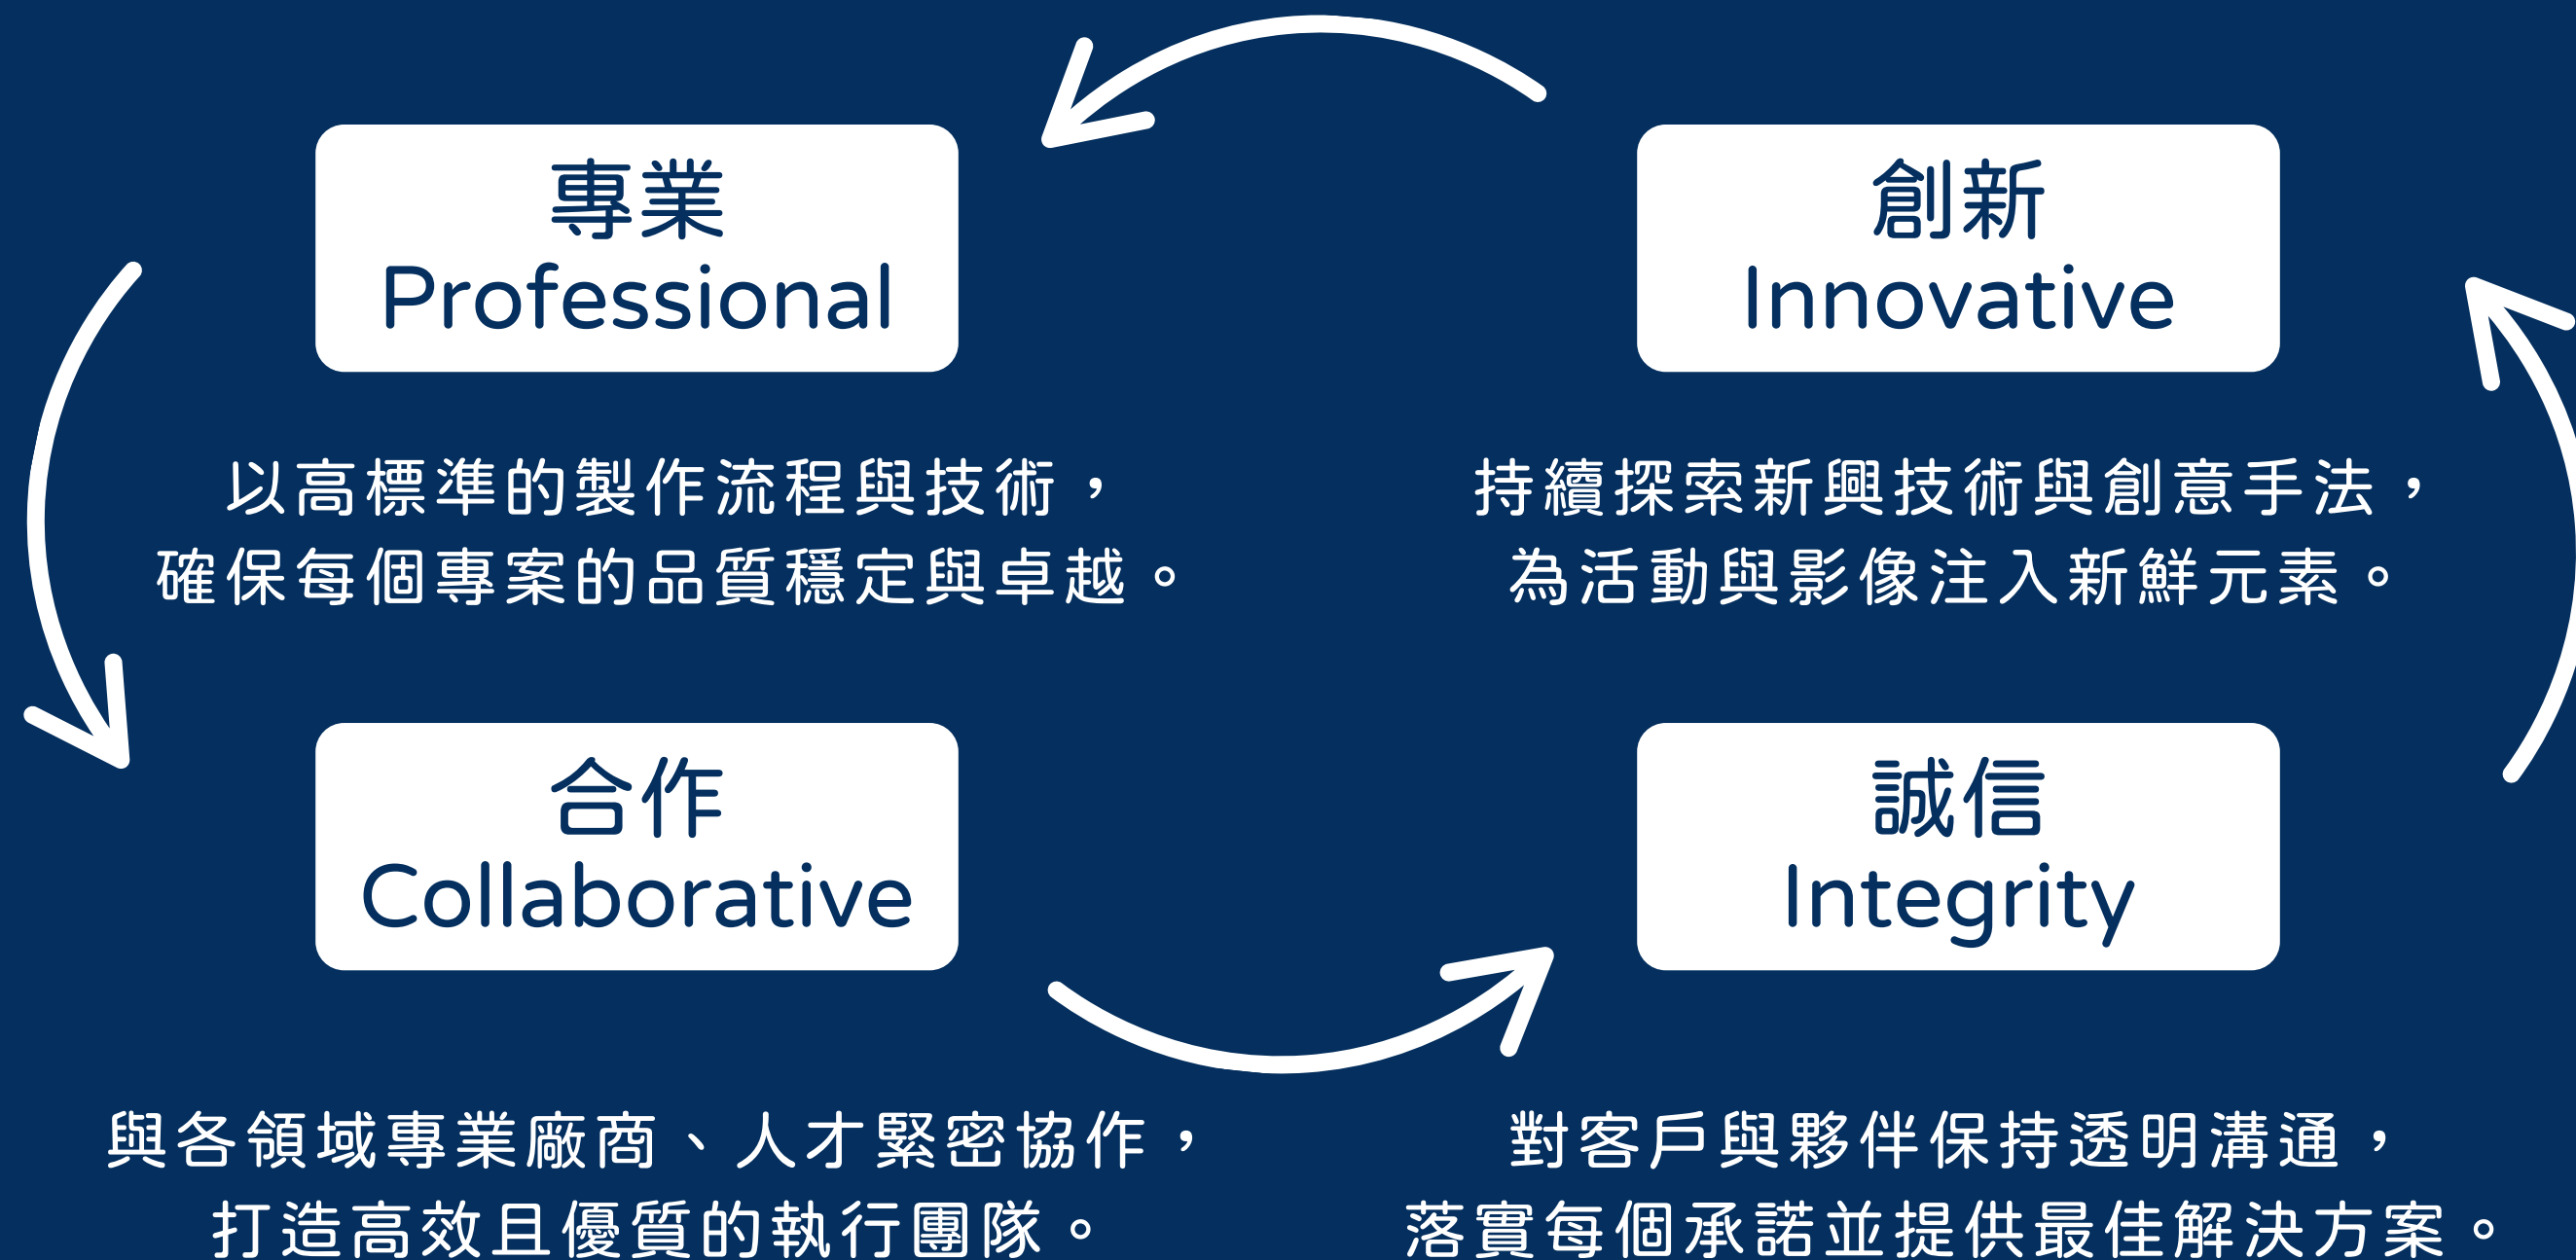 專業
Professional
以高標準的製作流程與技術，
確保每個專案的品質穩定與卓越。
創新
Innovative
持續探索新興技術與創意手法，
為活動與影像注入新鮮元素。
合作
Collaborative
與各領域專業廠商、人才緊密協作，
打造高效且優質的執行團隊。
誠信
Integrity
對客戶與夥伴保持透明溝通，
落實每個承諾並提供最佳解決方案。